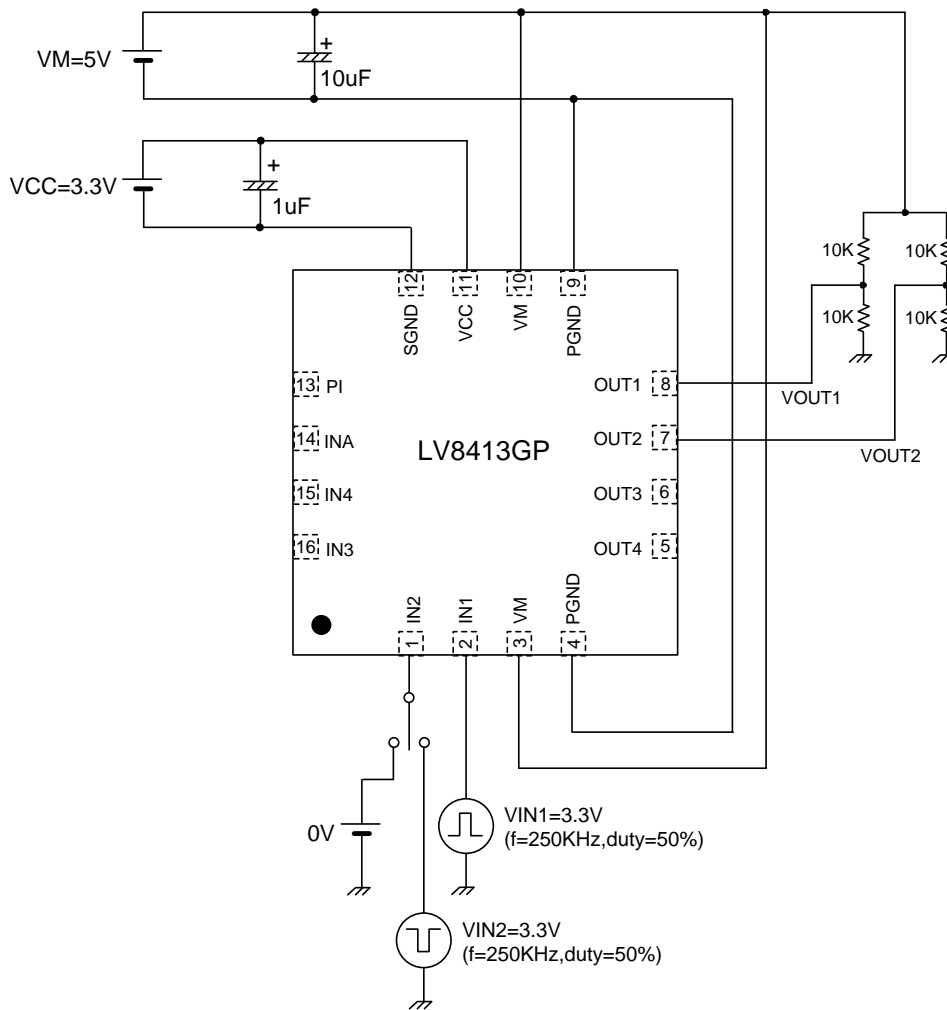 VM=5V
+
10uF
VCC=3.3V
+
1uF
10K
10K
10K
10K
12
11
10
9
SGND
VCC
VM
PGND
13 PI
14 INA
15 IN4
16 IN3
LV8413GP
OUT1 8
OUT2 7
OUT3 6
OUT4 5
VOUT1
VOUT2
IN2
IN1
VM
PGND
1
2
3
4
0V
VIN1=3.3V
(f=250KHz,duty=50%)
VIN2=3.3V
(f=250KHz,duty=50%)